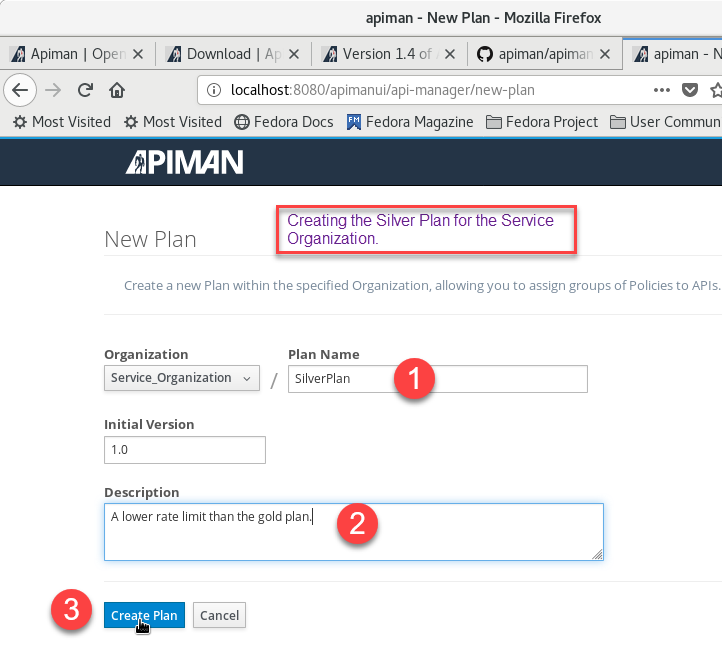 apiman - New Plan - Mozilla Firefox
Apiman | Open
Download | Ap
Version 1.4 of
apiman/apiman
apiman - N
localhost:8080/apimanui/api-manager/new-plan
Most Visited
Most Visited
Fedora Docs
FM
Fedora Magazine
Fedora Project
User Commun
APIMAN
Creating the Silver Plan for the Service
Organization.
New Plan
Create a new Plan within the specified Organization, allowing you to assign groups of Policies to APIs.
Organization
Plan Name
Service_Organization
/
SilverPlan
1
Initial Version
1.0
Description
A lower rate limit than the gold plan.
2
3
Create Plan
Cancel